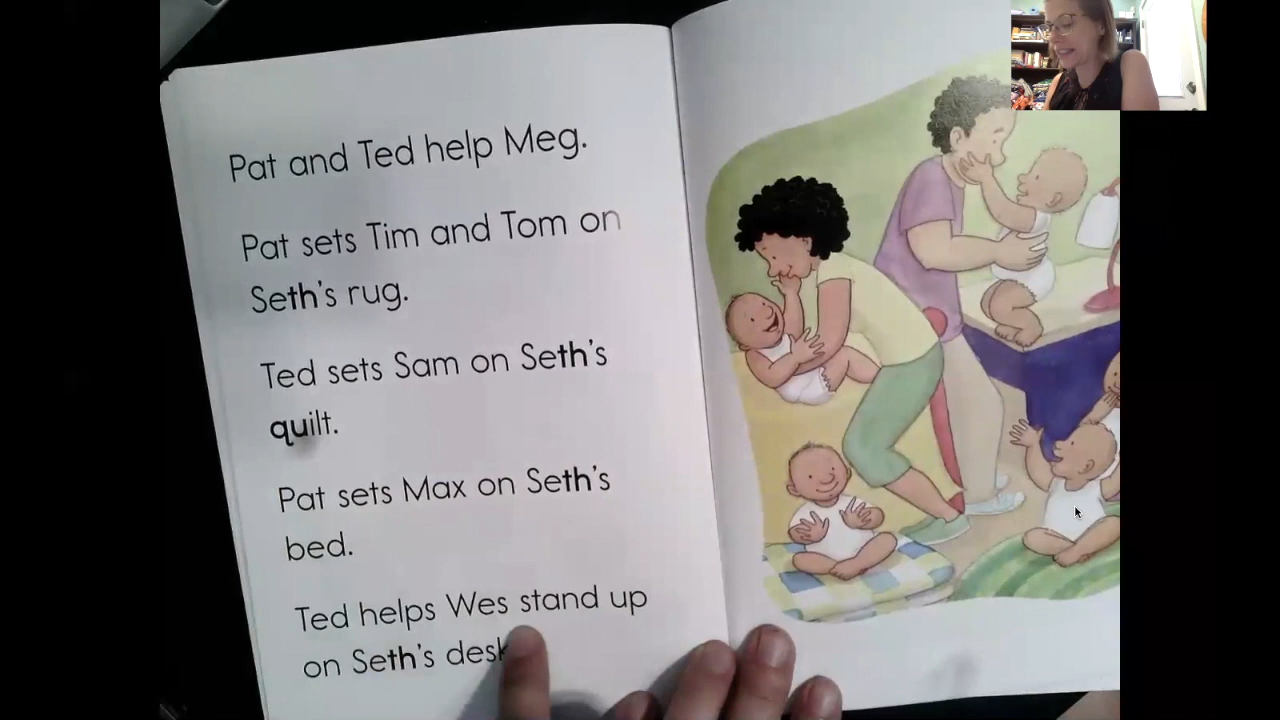 Pat and Ted help Meg.
Pat sets Tim and Tom on
Seth's rug.
Ted sets Sam on Seth's
quilt.
Pat sets Max on Seth's
bed.
Ted helps Wes stand up
on Seth's desk